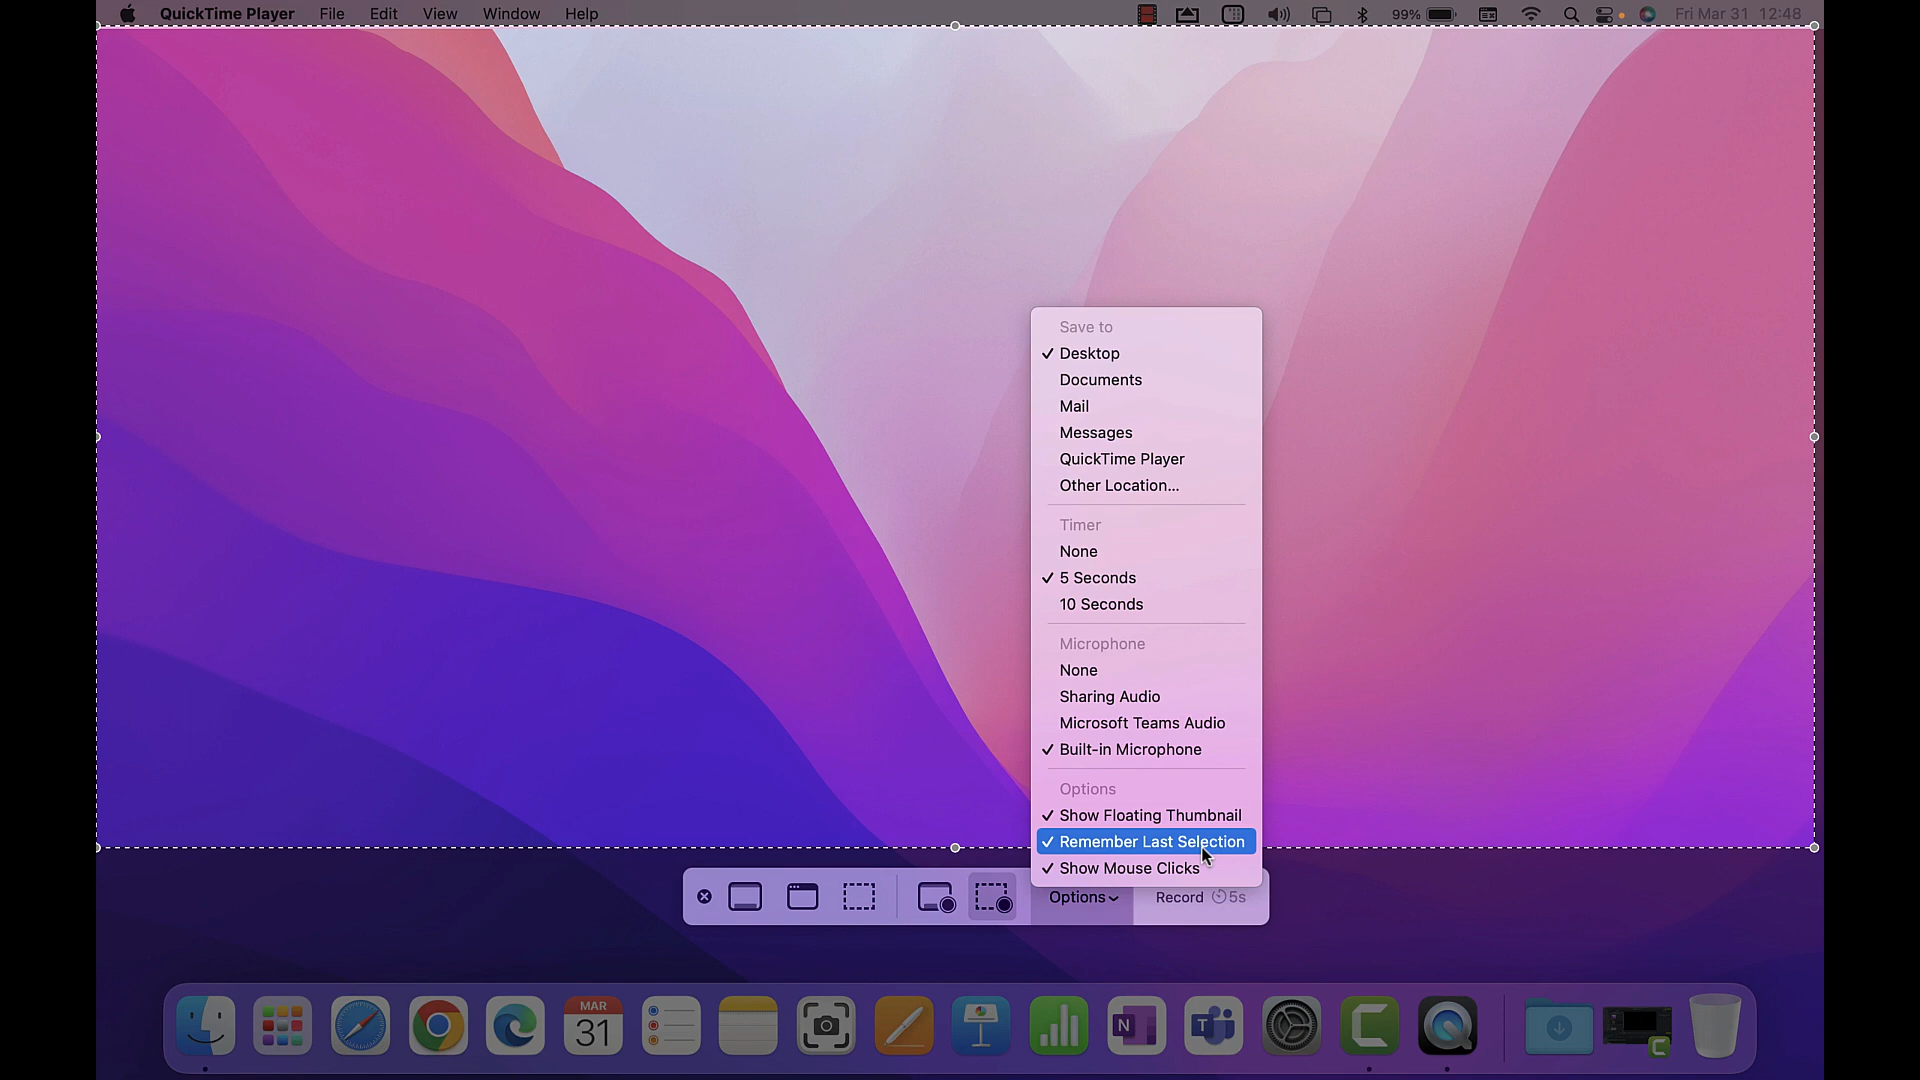 QuickTime Player File Edit View Window Help 99% Fri Mar 31 12:48
Save to
Desktop
Documents
Mail
Messages
QuickTime Player
Other Location...
Timer
None
5 Seconds
10 Seconds
Microphone
None
Sharing Audio
Microsoft Teams Audio
Built-in Microphone
Options
Show Floating Thumbnail
Remember Last Selection
Show Mouse Clicks
Options Record 5s
MAR
31
N
T